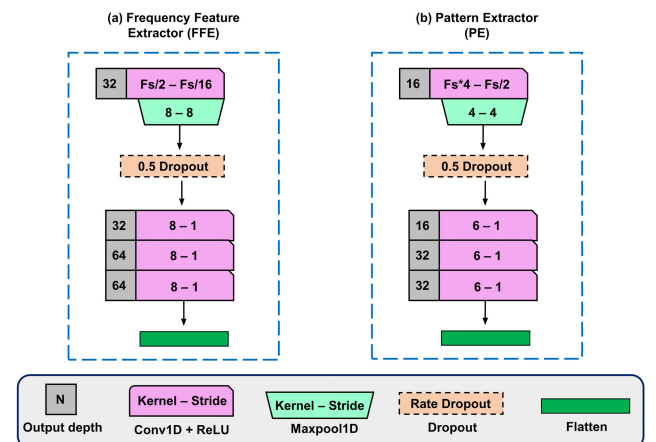 (a) Frequency Feature
Extractor (FFE)
32
Fs/2 – Fs/16
8 – 8
0.5 Dropout
32
8 – 1
64
8 – 1
64
8 – 1
(b) Pattern Extractor
(PE)
16
Fs*4 – Fs/2
4 – 4
0.5 Dropout
16
6 – 1
32
6 – 1
32
6 – 1
N
Output depth
Kernel – Stride
Conv1D + ReLU
Kernel – Stride
Maxpool1D
Rate Dropout
Dropout
Flatten